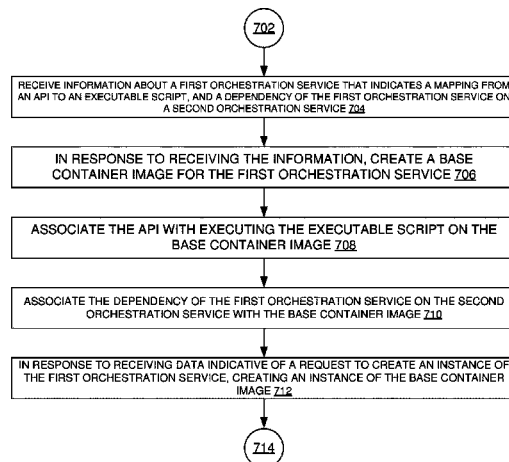 702
RECEIVE INFORMATION ABOUT A FIRST ORCHESTRATION SERVICE THAT INDICATES A MAPPING FROM
AN API TO AN EXECUTABLE SCRIPT, AND A DEPENDENCY OF THE FIRST ORCHESTRATION SERVICE ON
A SECOND ORCHESTRATION SERVICE 704
IN RESPONSE TO RECEIVING THE INFORMATION, CREATE A BASE
CONTAINER IMAGE FOR THE FIRST ORCHESTRATION SERVICE 706
ASSOCIATE THE API WITH EXECUTING THE EXECUTABLE SCRIPT ON THE
BASE CONTAINER IMAGE 708
ASSOCIATE THE DEPENDENCY OF THE FIRST ORCHESTRATION SERVICE ON THE SECOND
ORCHESTRATION SERVICE WITH THE BASE CONTAINER IMAGE 710
IN RESPONSE TO RECEIVING DATA INDICATIVE OF A REQUEST TO CREATE AN INSTANCE OF
THE FIRST ORCHESTRATION SERVICE, CREATING AN INSTANCE OF THE BASE CONTAINER
IMAGE 712
714